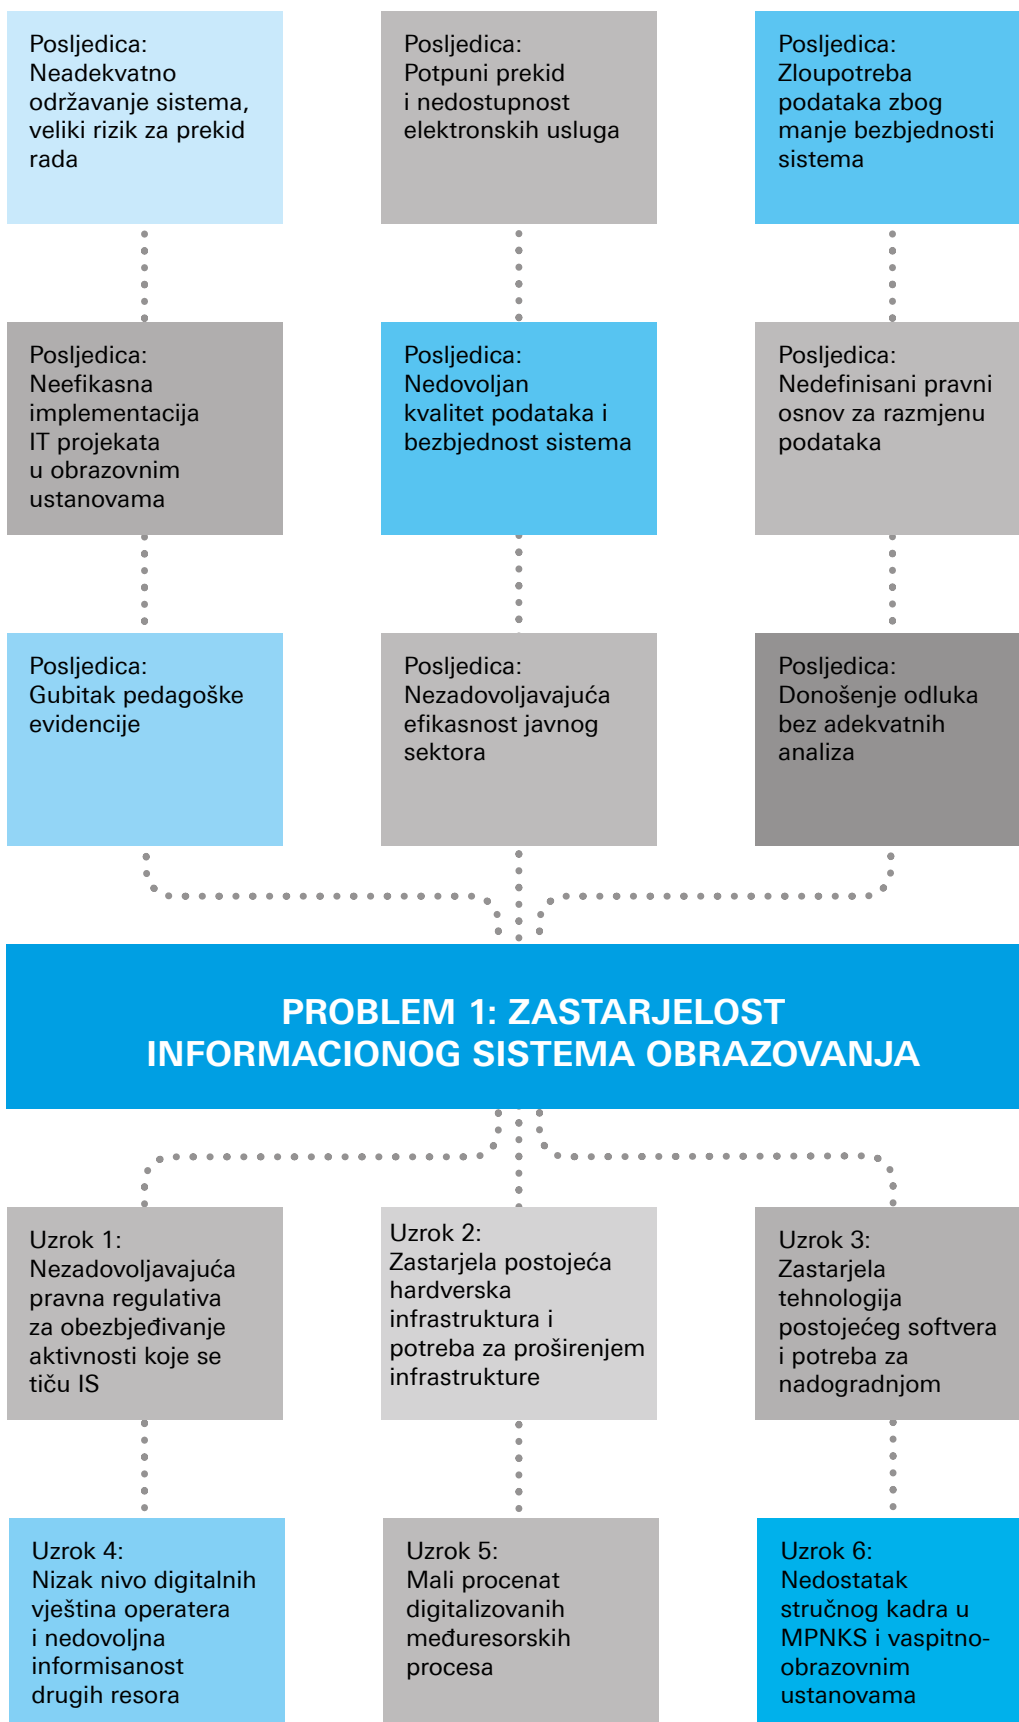 Posljedica:
Neadekvatno
održavanje sistema,
veliki rizik za prekid
rada
Posljedica:
Potpuni prekid
i nedostupnost
elektronskih usluga
Posljedica:
Zloupotreba
podataka zbog
manje bezbjednosti
sistema
Posljedica:
Neefikasna
implementacija
IT projekata
u obrazovnim
ustanovama
Posljedica:
Nedovoljan
kvalitet podataka i
bezbjednost sistema
Posljedica:
Nedefinisani pravni
osnov za razmjenu
podataka
Posljedica:
Gubitak pedagoške
evidencije
Posljedica:
Nezadovoljavajuća
efikasnost javnog
sektora
Posljedica:
Donošenje odluka
bez adekvatnih
analiza
PROBLEM 1: ZASTARJELOST
INFORMACIONOG SISTEMA OBRAZOVANJA
Uzrok 1:
Nezadovoljavajuća
pravna regulativa
za obezbjeđivanje
aktivnosti koje se
tiču IS
Uzrok 2:
Zastarjela postojeća
hardverska
infrastruktura i
potreba za proširenjem
infrastrukture
Uzrok 3:
Zastarjela
tehnologija
postojećeg softvera
i potreba za
nadogradnjom
Uzrok 4:
Nizak nivo digitalnih
vještina operatera
i nedovoljna
informisanost
drugih resora
Uzrok 5:
Mali procenat
digitalizovanih
međuresorskih
procesa
Uzrok 6:
Nedostatak
stručnog kadra u
MPNKS i vaspitno-
obrazovnim
ustanovama